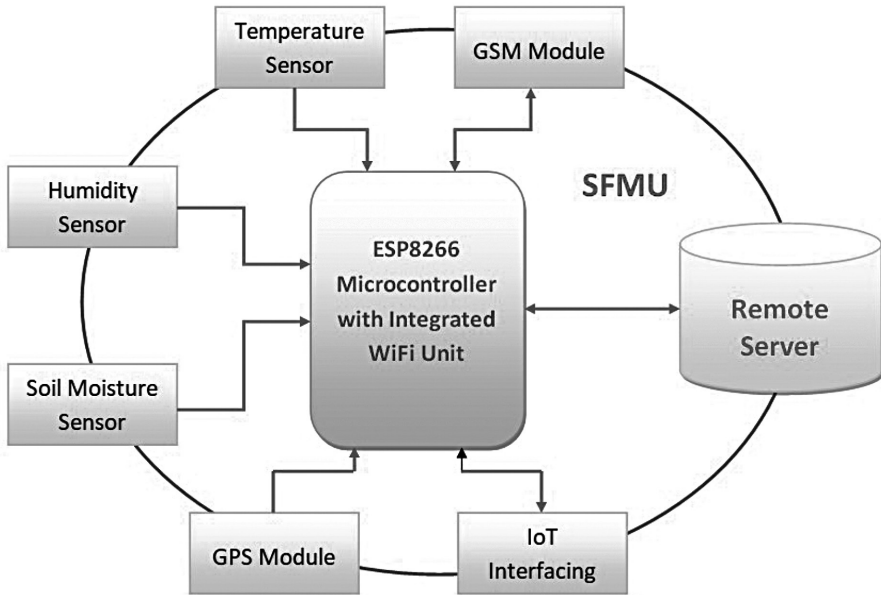 Temperature
Sensor
GSM Module
SFMU
Humidity
Sensor
ESP8266
Microcontroller
with Integrated
WiFi Unit
Remote
Server
Soil Moisture
Sensor
GPS Module
IoT
Interfacing